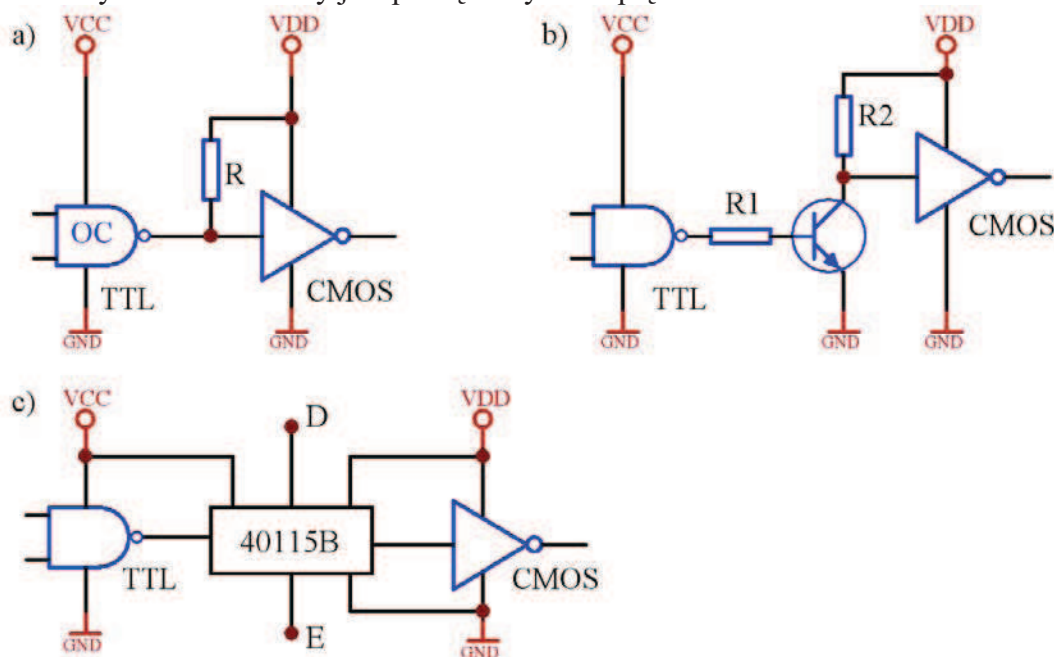 a)
VCC
VDD
R
OC
TTL
CMOS
GND
GND
b)
VCC
VDD
R2
R1
TTL
CMOS
GND
GND
GND
c)
VCC
D
VDD
40115B
TTL
CMOS
E
GND
GND